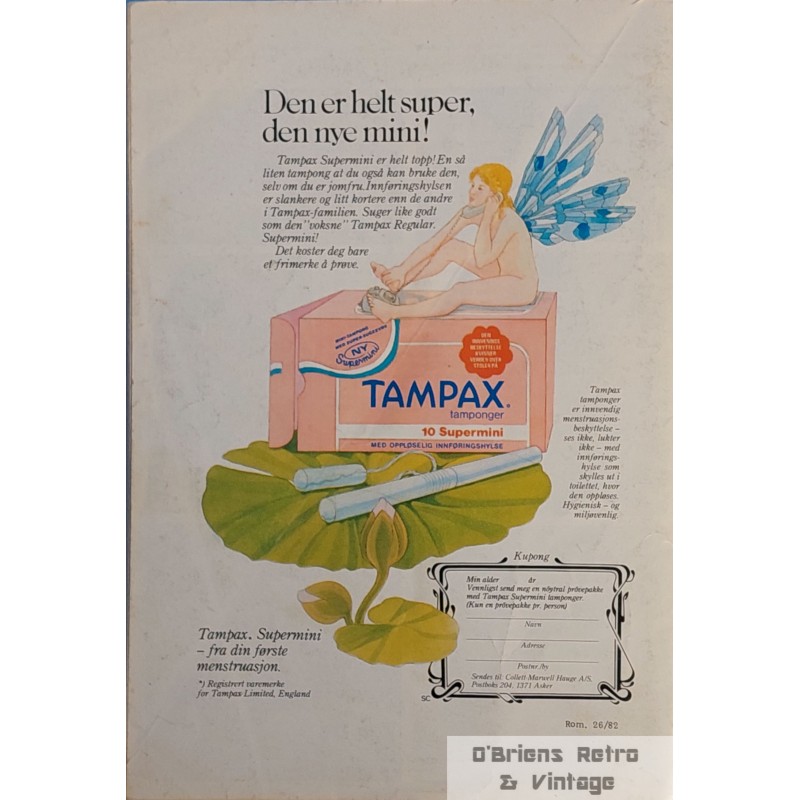 Den er helt super,
den nye mini!
Tampax Supermini er helt topp! En så
liten tampong at du også kan bruke den,
selv om du er jomfru. Innføringshylsen
er slankere og litt kortere enn de andre
i Tampax-familien. Suger like godt
som den "voksne" Tampax Regular.
Supermini!
Det koster deg bare
et frimerke å prøve.
NY
Supermini
TAMPAX.
tamponger
10 Supermini
MED OPPLØSELIG INNFØRINGSHYLSE
Tampax
tamponger
er innvendig
menstruasjons-
beskyttelse –
ses ikke, lukter
ikke – med
innførings-
hylse som
skylles ut i
toilettet, hvor
den oppløses.
Hygienisk – og
miljøvenlig.
Kupong
Min alder år
Vennligst send meg en nöytral prövepakke
med Tampax Supermini tamponger.
(Kun en prövepakke pr. person)
Navn
Adresse
Postnr./by
Sendes til: Collett-Marwell Hauge A/S,
Postboks 204, 1371 Asker
Tampax. Supermini
– fra din første
menstruasjon.
*) Registrert varemerke
for Tampax Limited, England
SC
Rom. 26/82
O'Briens Retro
& Vintage